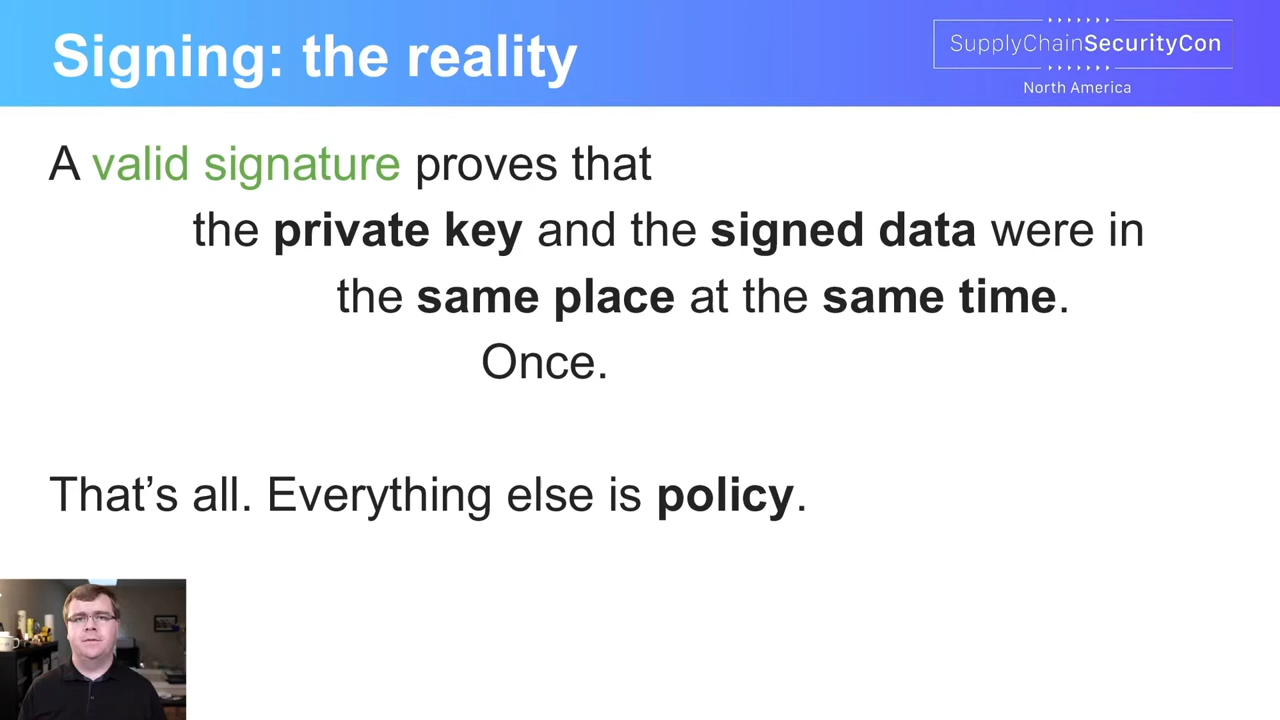 Signing: the reality
SupplyChainSecurityCon
North America
A valid signature proves that
the private key and the signed data were in
the same place at the same time.
Once.
That’s all. Everything else is policy.